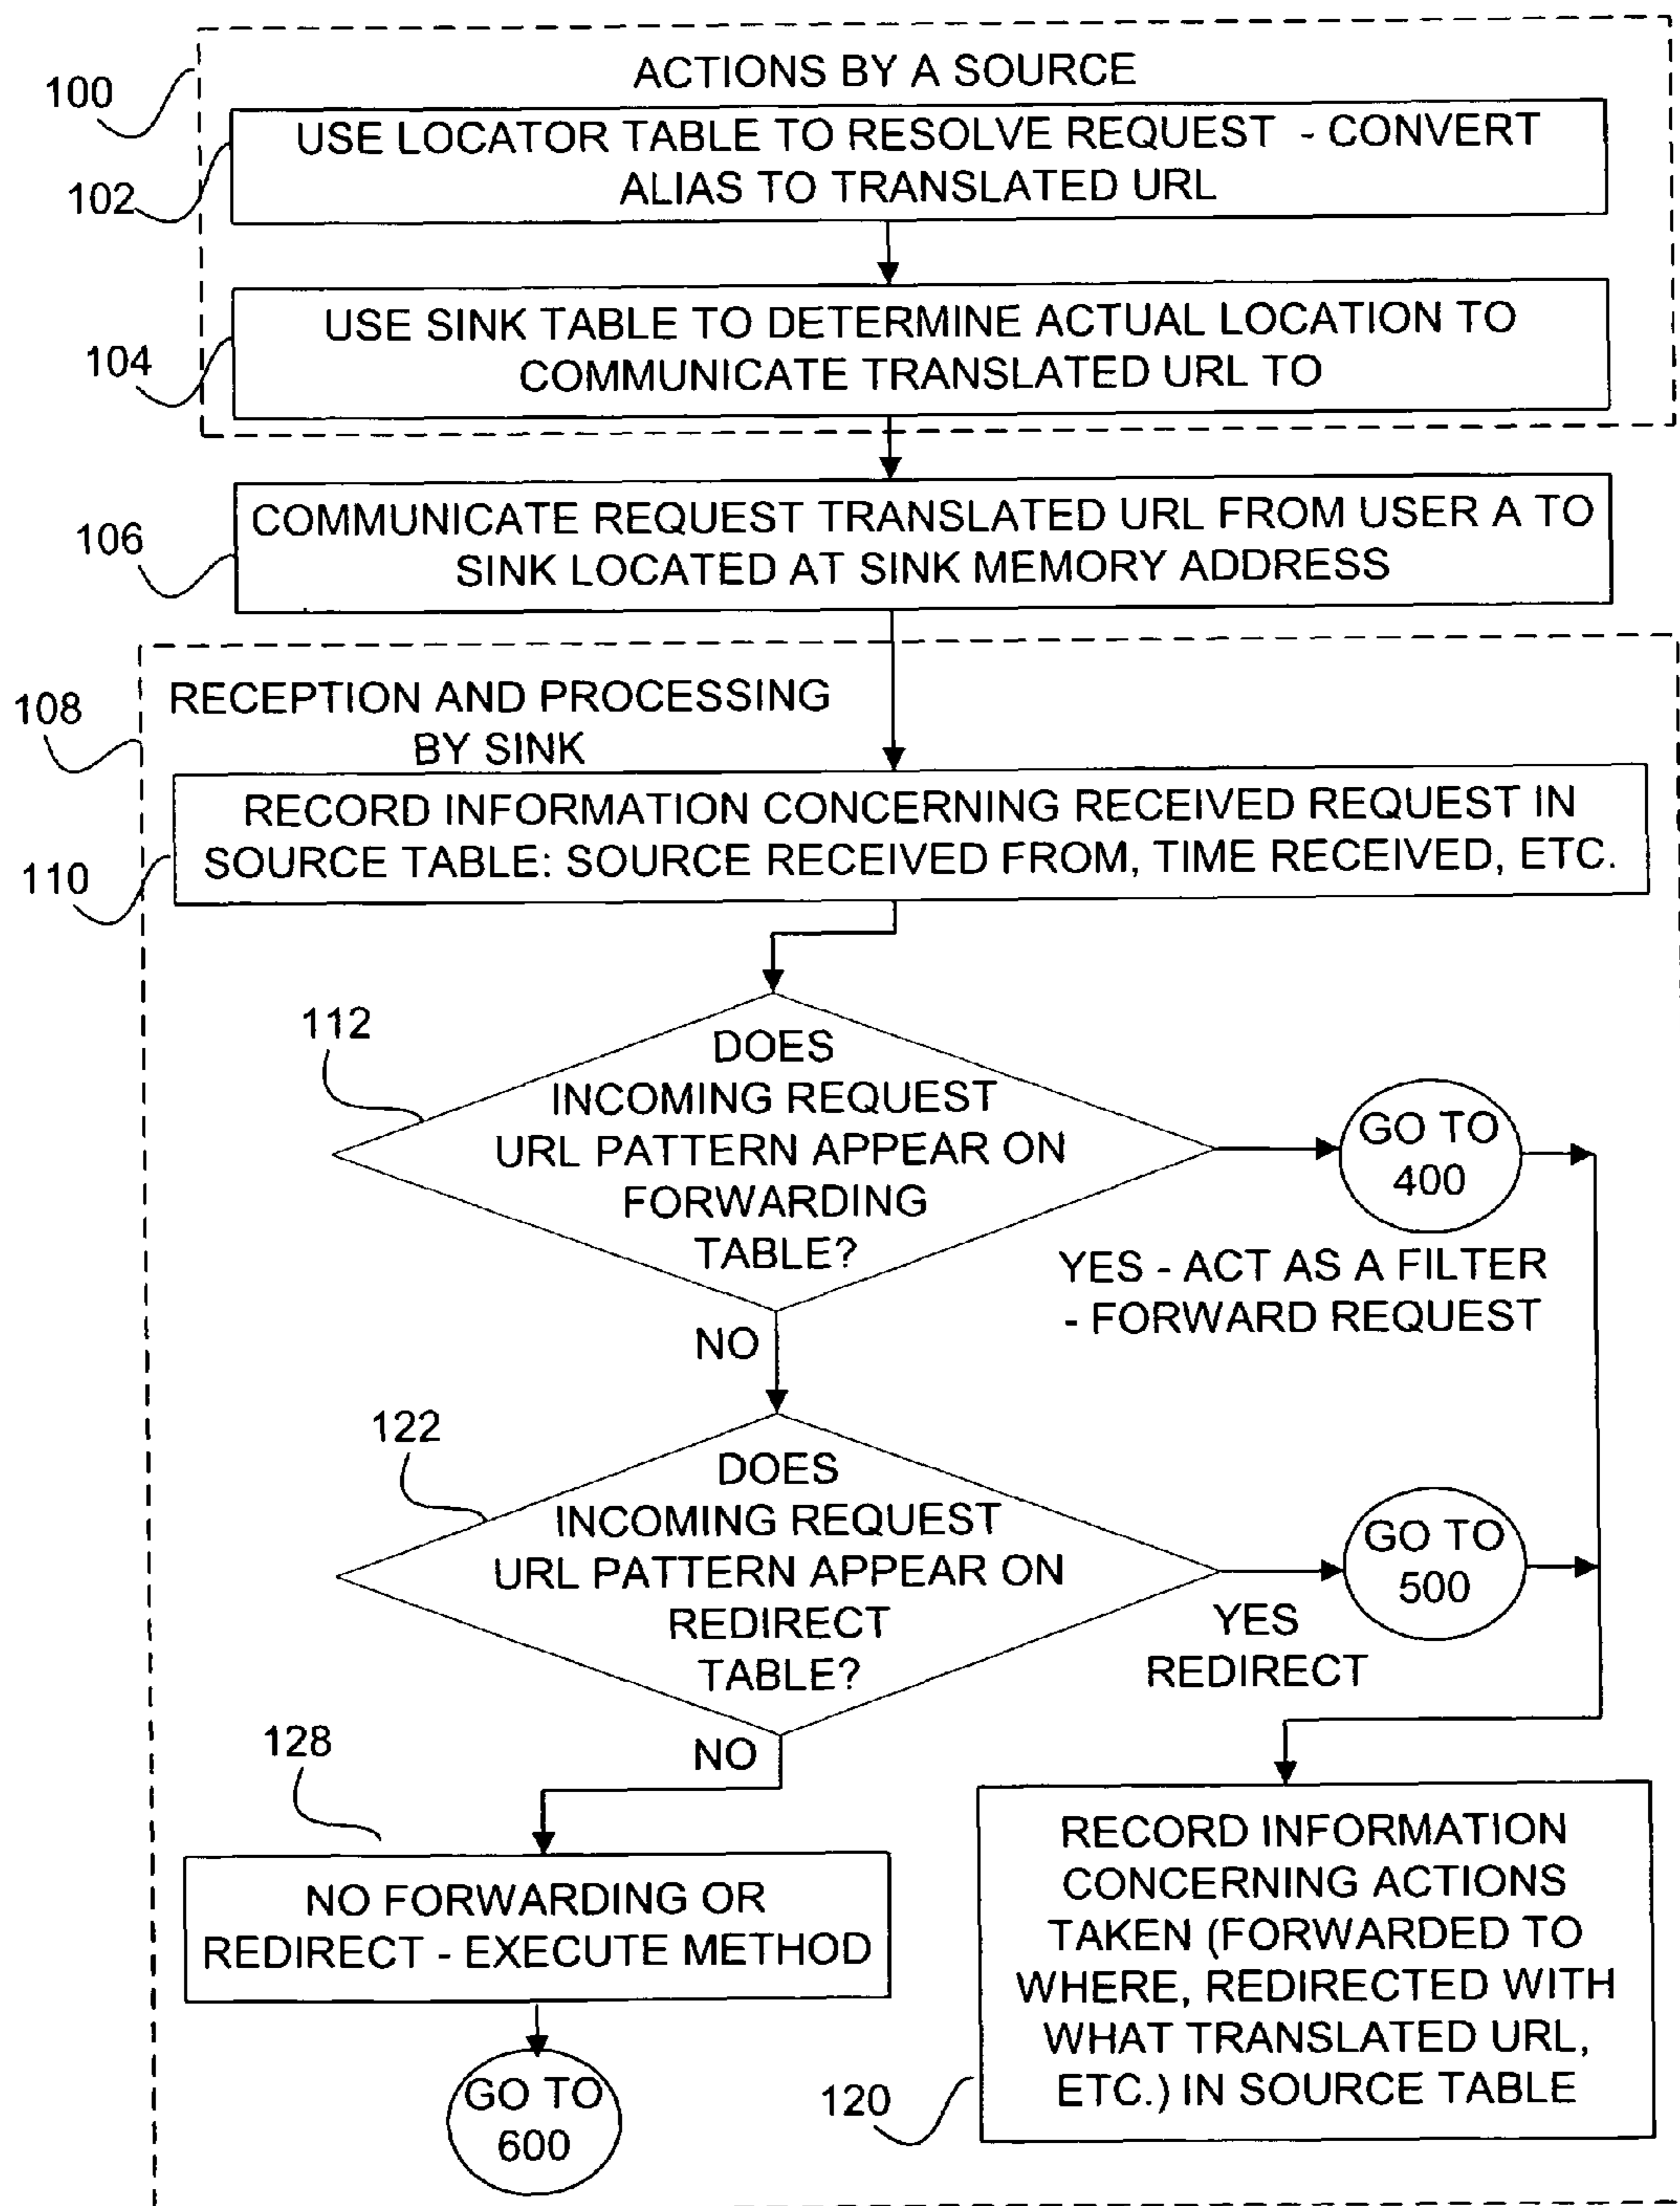 ACTIONS BY A SOURCE
100
USE LOCATOR TABLE TO RESOLVE REQUEST - CONVERT
ALIAS TO TRANSLATED URL
102
USE SINK TABLE TO DETERMINE ACTUAL LOCATION TO
COMMUNICATE TRANSLATED URL TO
104
COMMUNICATE REQUEST TRANSLATED URL FROM USER A TO
SINK LOCATED AT SINK MEMORY ADDRESS
106
108
RECEPTION AND PROCESSING
BY SINK
RECORD INFORMATION CONCERNING RECEIVED REQUEST IN
SOURCE TABLE: SOURCE RECEIVED FROM, TIME RECEIVED, ETC.
110
112
DOES
INCOMING REQUEST
URL PATTERN APPEAR ON
FORWARDING
TABLE?
GO TO
400
YES - ACT AS A FILTER
- FORWARD REQUEST
NO
122
DOES
INCOMING REQUEST
URL PATTERN APPEAR ON
REDIRECT
TABLE?
GO TO
500
YES
REDIRECT
NO
128
NO FORWARDING OR
REDIRECT - EXECUTE METHOD
GO TO
600
RECORD INFORMATION
CONCERNING ACTIONS
TAKEN (FORWARDED TO
WHERE, REDIRECTED WITH
WHAT TRANSLATED URL,
ETC.) IN SOURCE TABLE
120